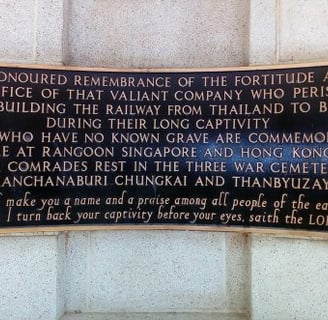 ONOURED REMEMBRANCE OF THE FORTITUDE A
FICE OF THAT VALIANT COMPANY WHO PERIS
BUILDING THE RAILWAY FROM THAILAND TO B
DURING THEIR LONG CAPTIVITY
WHO HAVE NO KNOWN GRAVE ARE COMMEMO
RE AT RANGOON SINGAPORE AND HONG KONG
COMRADES REST IN THE THREE WAR CEMETE
ANCHANABURI CHUNGKAI AND THANBYUZAY
make you a name and a praise among all people of the ea
I turn back your captivity before your eyes, saith the LOR